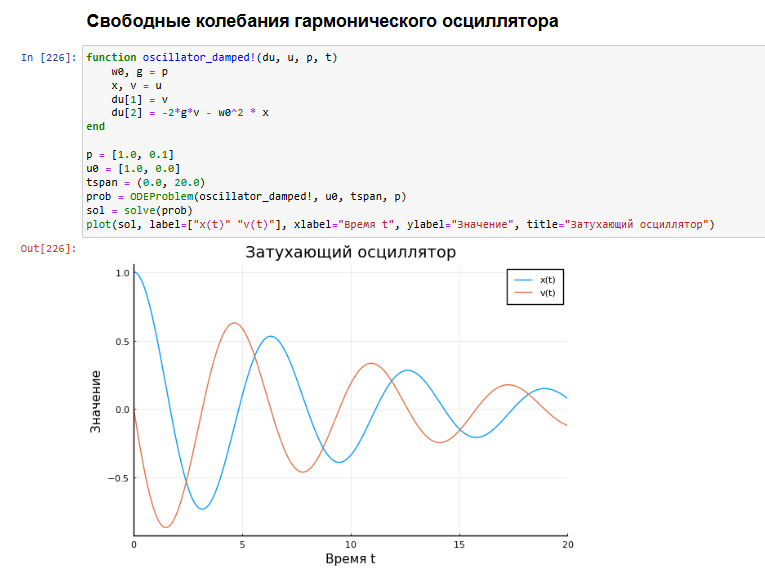 Свободные колебания гармонического осциллятора
In [226]: function oscillator_damped!(du, u, p, t)
w0, g = p
x, v = u
du[1] = v
du[2] = -2*g*v - w0^2 * x
end
p = [1.0, 0.1]
u0 = [1.0, 0.0]
tspan = (0.0, 20.0)
prob = ODEProblem(oscillator_damped!, u0, tspan, p)
sol = solve(prob)
plot(sol, label=["x(t)" "v(t)"], xlabel="Время t", ylabel="Значение", title="Затухающий осциллятор")
Out[226]:
Затухающий осциллятор
x(t)
v(t)
1.0
0.5
0.0
−0.5
Значение
0 5 10 15 20
Время t